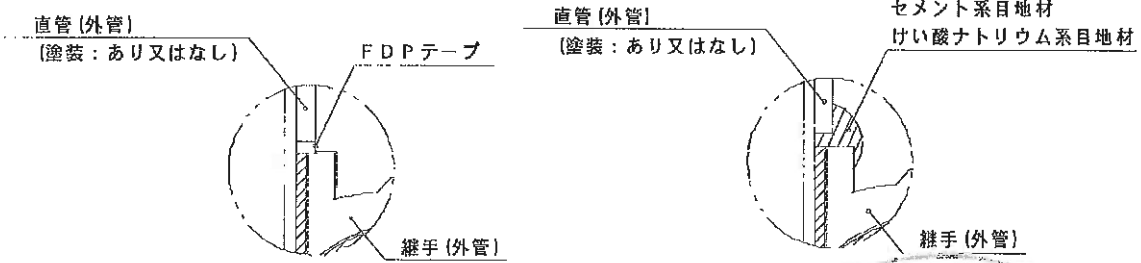 直管(外管)
(塗装：あり又はなし)
ＦＤＰテープ
継手(外管)
直管(外管)
(塗装：あり又はなし)
セメント系目地材
けい酸ナトリウム系目地材
継手(外管)